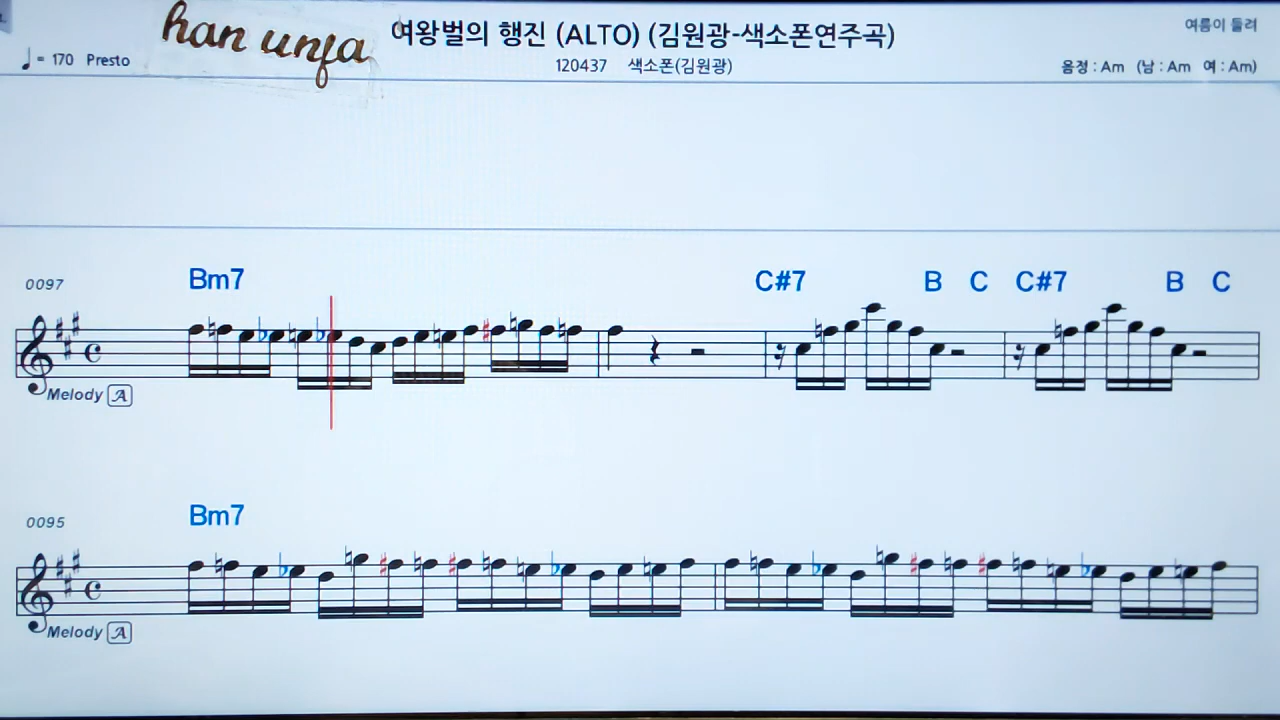 han unfa
여왕벌의 행진 (ALTO) (김원광-색소폰연주곡)
여름이 들려
♩= 170 Presto
120437 색소폰(김원광)
음정 : Am (남 : Am 여 : Am)
0097
Bm7 C#7 B C C#7 B C
Melody A
0095
Bm7
Melody A